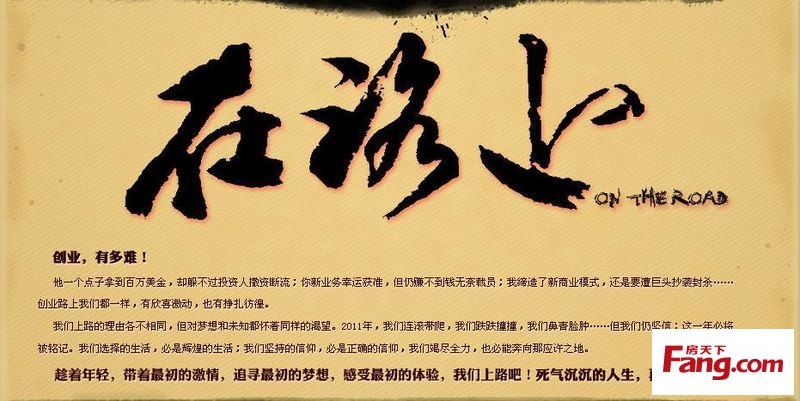 在路上
ON THE ROAD
创业，有多难！
他一个点子拿到百万美金，却躲不过投资人撤资断流；你新业务幸运获准，但仍赚不到钱无奈裁员；我缔造了新商业模式，还是要遭巨头抄袭封杀……
创业路上我们都一样，有欣喜激动，也有挣扎彷徨。
我们上路的理由各不相同，但对梦想和未知都怀着同样的渴望。2011年，我们连滚带爬，我们跌跌撞撞，我们鼻青脸肿……但我们仍坚信；这一年必将
被铭记。我们选择的生活，必是辉煌的生活；我们坚持的信仰，必是正确的信仰，我们竭尽全力，也必能奔向那应许之地。
趁着年轻，带着最初的激情，追寻最初的梦想，感受最初的体验，我们上路吧！死气沉沉的人生，
房天下
Fang.com